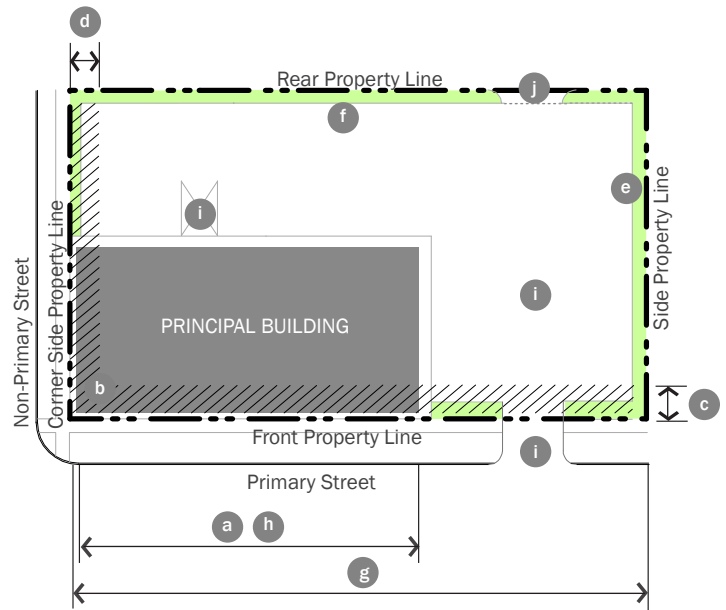 d
Rear Property Line
j
f
e
i
Side Property Line
Corner Side Property Line
Non-Primary Street
i
PRINCIPAL BUILDING
b
c
Front Property Line
i
Primary Street
a h
g